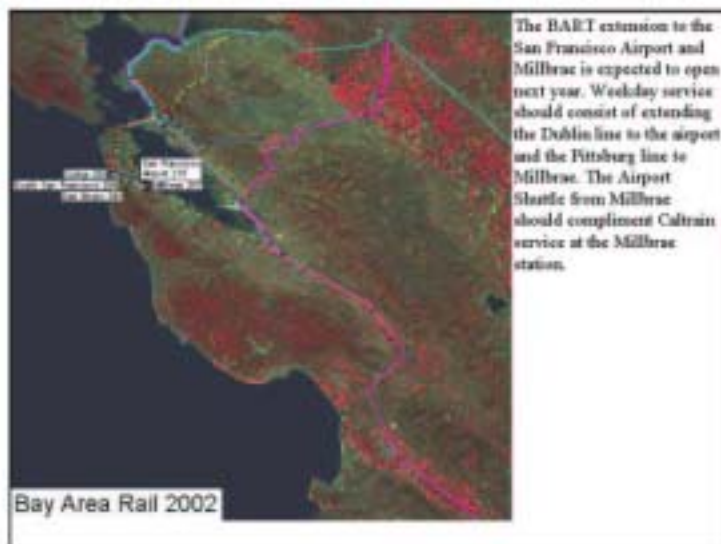 The BART extension to the
San Francisco Airport and
Millbrae is expected to open
next year. Weekday service
should consist of extending
the Dublin line to the airport
and the Pittsburg line to
Millbrae. The Airport
Shuttle from Millbrae
should compliment Caltrain
service at the Millbrae
station.
San Francisco
Bay Area Rail 2002